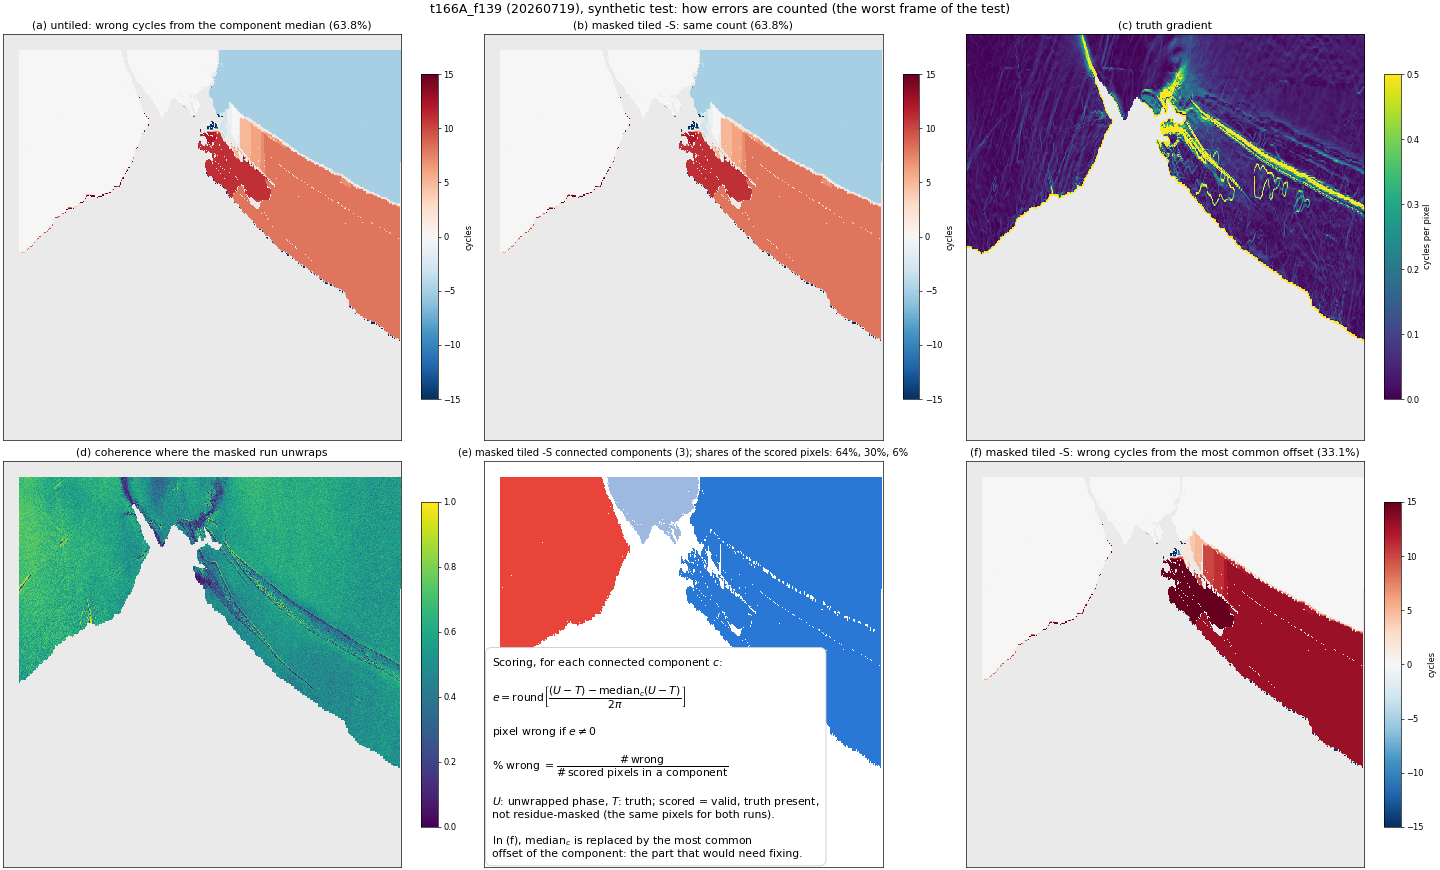 t166A_f139 (20260719), synthetic test: how errors are counted (the worst frame of the test)
(a) untiled: wrong cycles from the component median (63.8%)
(b) masked tiled -S: same count (63.8%)
(c) truth gradient
15
10
5
0
−5
−10
−15
cycles
15
10
5
0
−5
−10
−15
cycles
0.5
0.4
0.3
0.2
0.1
0.0
cycles per pixel
(d) coherence where the masked run unwraps
(e) masked tiled -S connected components (3); shares of the scored pixels: 64%, 30%, 6%
(f) masked tiled -S: wrong cycles from the most common offset (33.1%)
1.0
0.8
0.6
0.4
0.2
0.0
Scoring, for each connected component c:
e = round[((U − T) − median_c(U − T)) / 2π]
pixel wrong if e ≠ 0
% wrong = # wrong / # scored pixels in a component
U: unwrapped phase, T: truth; scored = valid, truth present,
not residue-masked (the same pixels for both runs).
In (f), median_c is replaced by the most common
offset of the component: the part that would need fixing.
15
10
5
0
−5
−10
−15
cycles